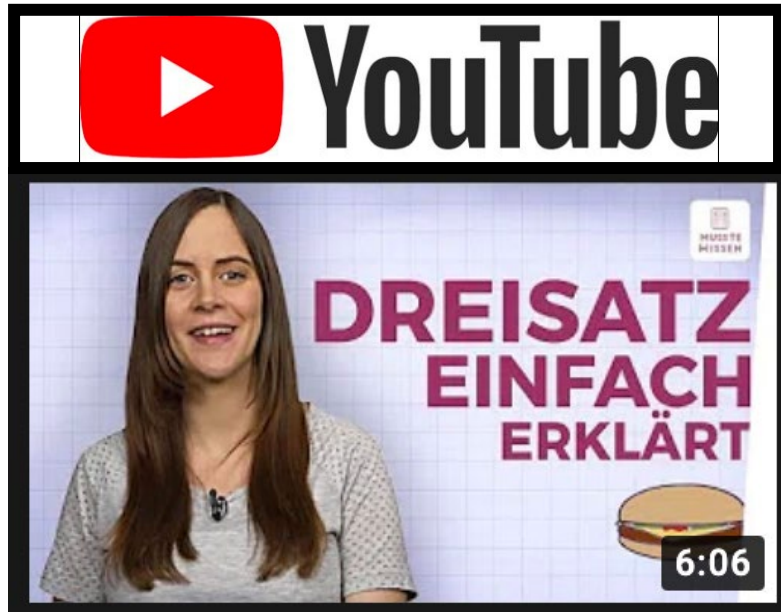 YouTube
MUSSTE
WISSEN
DREISATZ
EINFACH
ERKLÄRT
6:06